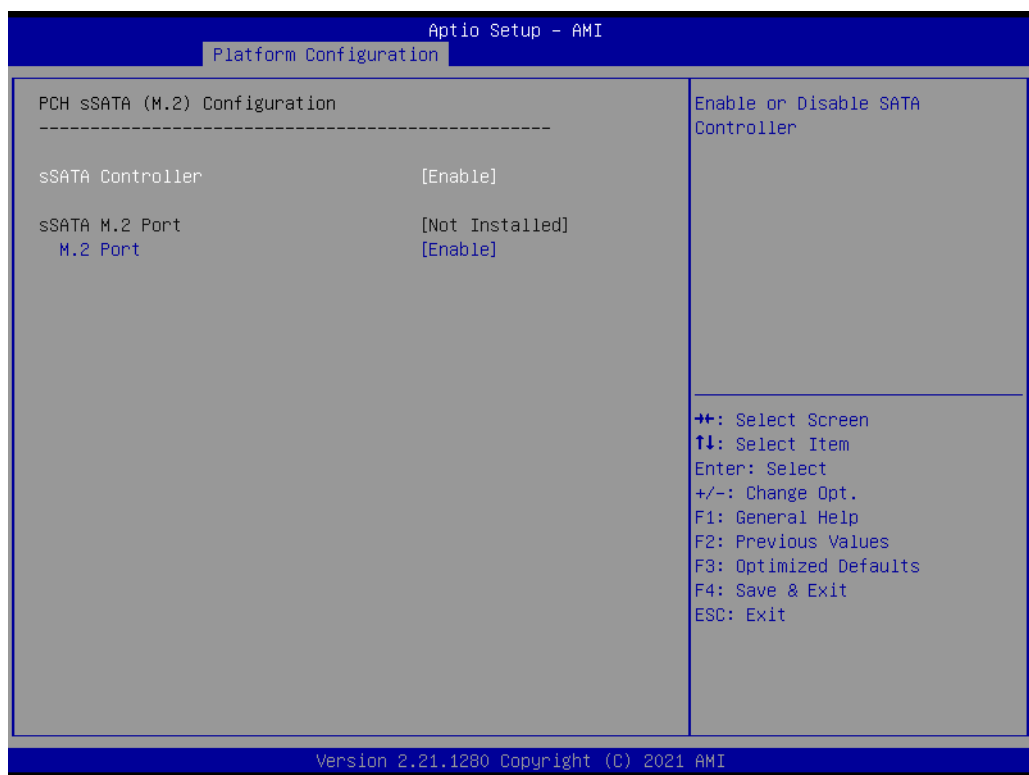 Aptio Setup – AMI
Platform Configuration
PCH sSATA (M.2) Configuration
--------------------------------------------------
sSATA Controller [Enable]
sSATA M.2 Port [Not Installed]
M.2 Port [Enable]
Enable or Disable SATA
Controller
→←: Select Screen
↑↓: Select Item
Enter: Select
+/-: Change Opt.
F1: General Help
F2: Previous Values
F3: Optimized Defaults
F4: Save & Exit
ESC: Exit
Version 2.21.1280 Copyright (C) 2021 AMI